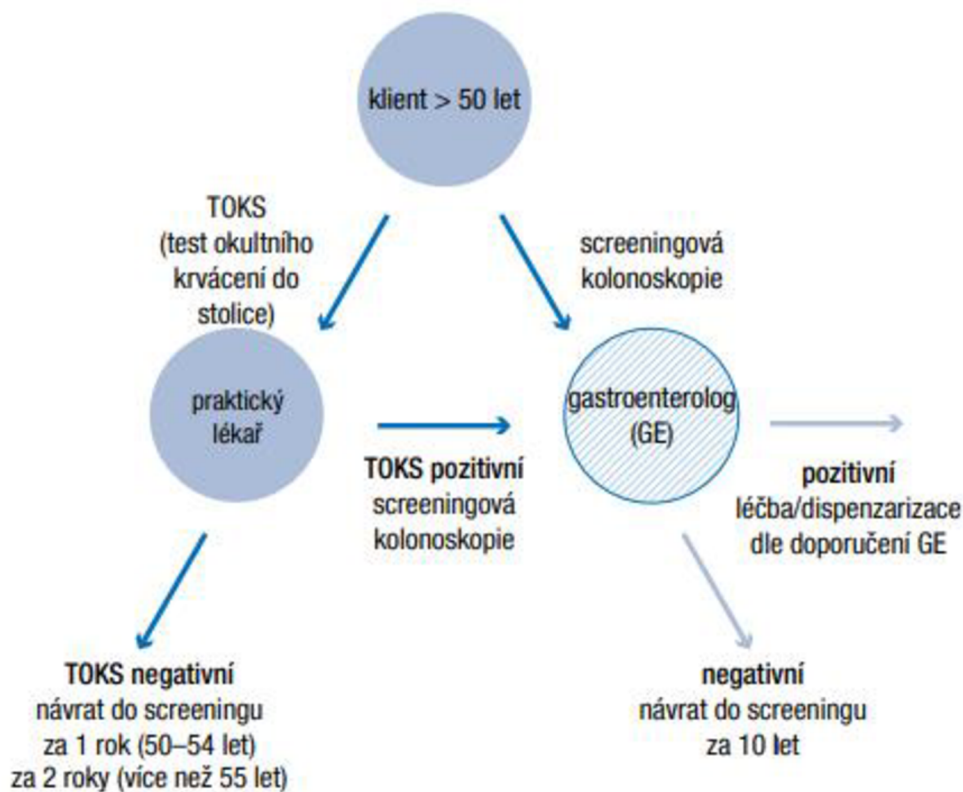 klient > 50 let
TOKS
(test okultního
krvácení do
stolice)
screeningová
kolonoskopie
praktický
lékař
TOKS pozitivní
screeningová
kolonoskopie
gastroenterolog
(GE)
pozitivní
léčba/dispenzarizace
dle doporučení GE
TOKS negativní
návrat do screeningu
za 1 rok (50–54 let)
za 2 roky (více než 55 let)
negativní
návrat do screeningu
za 10 let